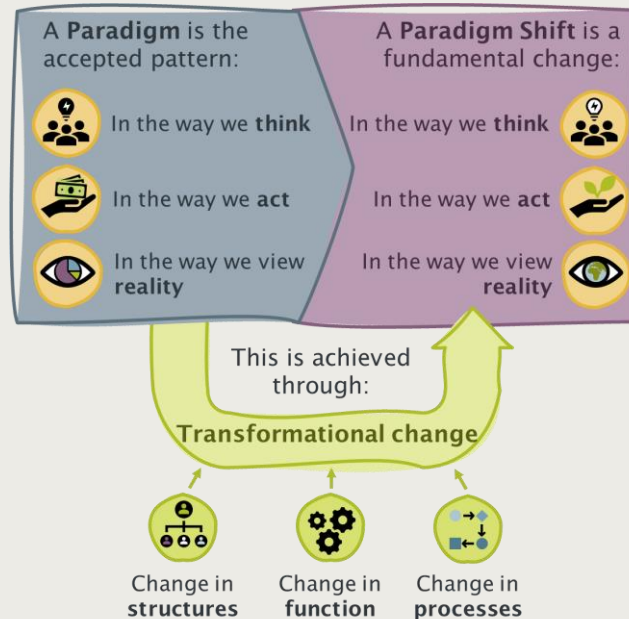 A Paradigm is the
accepted pattern:
In the way we think
In the way we act
In the way we view
reality
A Paradigm Shift is a
fundamental change:
In the way we think
In the way we act
In the way we view
reality
This is achieved
through:
Transformational change
Change in
structures
Change in
function
Change in
processes